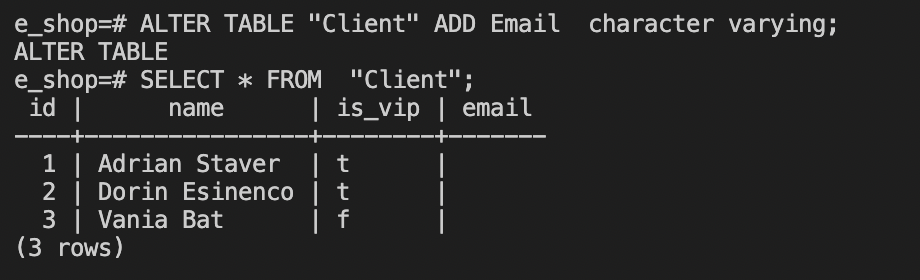 e_shop=# ALTER TABLE "Client" ADD Email  character varying;
ALTER TABLE
e_shop=# SELECT * FROM  "Client";
 id |      name      | is_vip | email
----+----------------+--------+-------
  1 | Adrian Staver  | t      |
  2 | Dorin Esinenco | t      |
  3 | Vania Bat      | f      |
(3 rows)